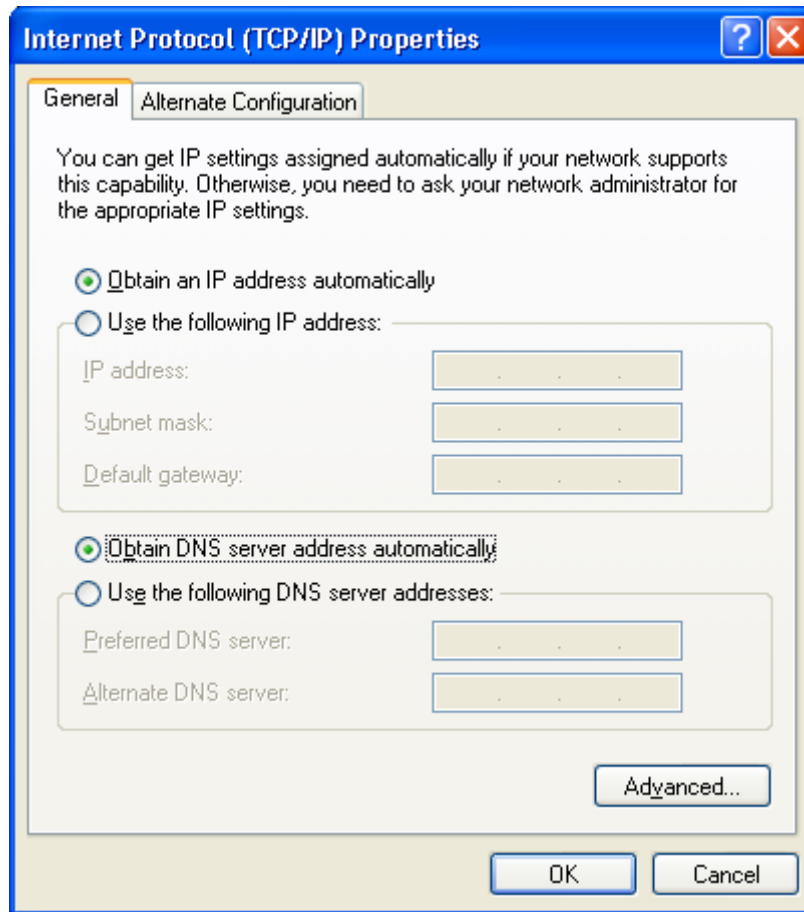 Internet Protocol (TCP/IP) Properties
General
Alternate Configuration
You can get IP settings assigned automatically if your network supports
this capability. Otherwise, you need to ask your network administrator for
the appropriate IP settings.
Obtain an IP address automatically
Use the following IP address:
IP address:
Subnet mask:
Default gateway:
Obtain DNS server address automatically
Use the following DNS server addresses:
Preferred DNS server:
Alternate DNS server:
Advanced...
OK
Cancel